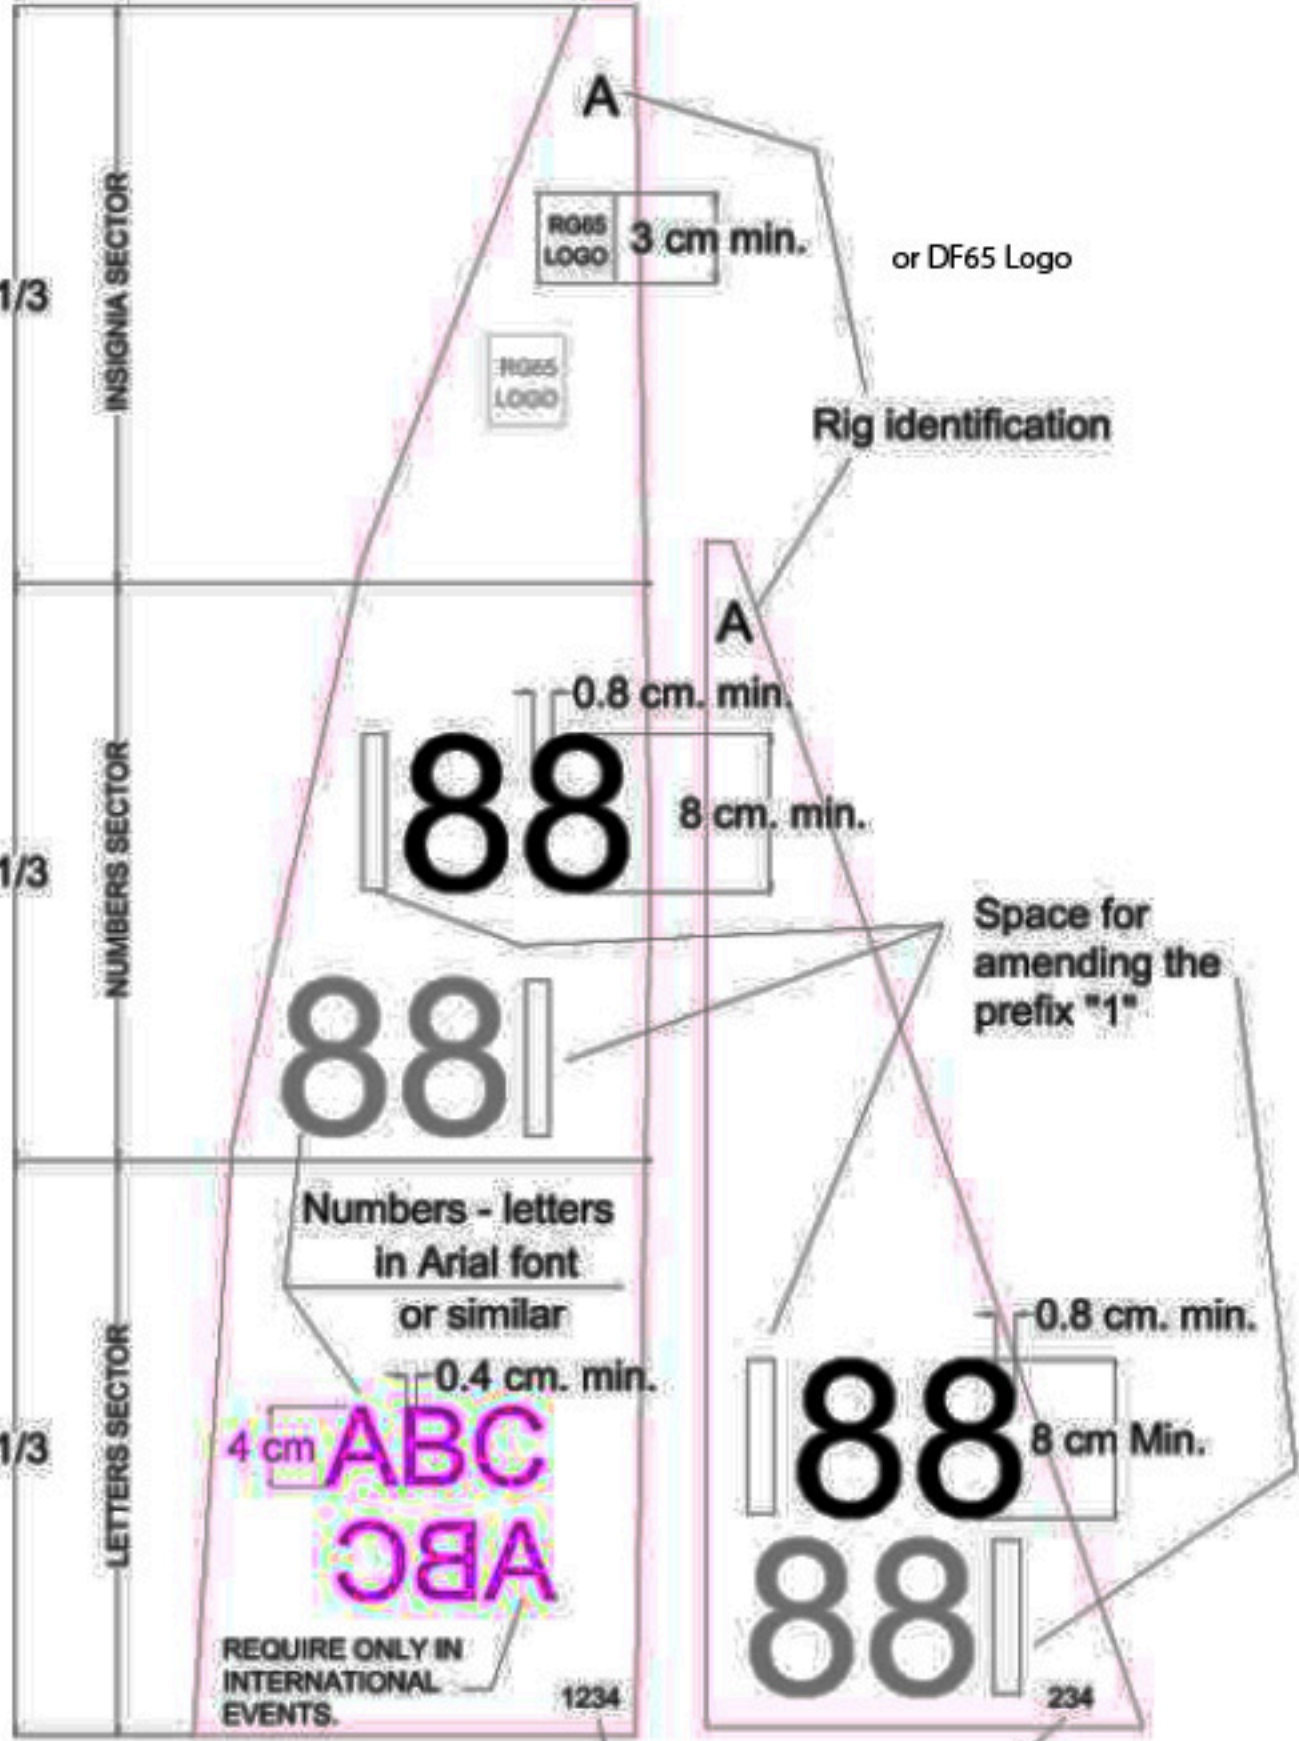 A
RG65
LOGO
3 cm min.
or DF65 Logo
1/3
INSIGNIA SECTOR
RG65
LOGO
Rig identification
A
0.8 cm. min.
88
8 cm. min.
1/3
NUMBERS SECTOR
Space for
amending the
prefix "1"
88
Numbers - letters
in Arial font
or similar
0.8 cm. min.
0.4 cm. min.
1/3
LETTERS SECTOR
4 cm
ABC
88
8 cm Min.
ABC
88
REQUIRE ONLY IN
INTERNATIONAL
EVENTS.
1234
234